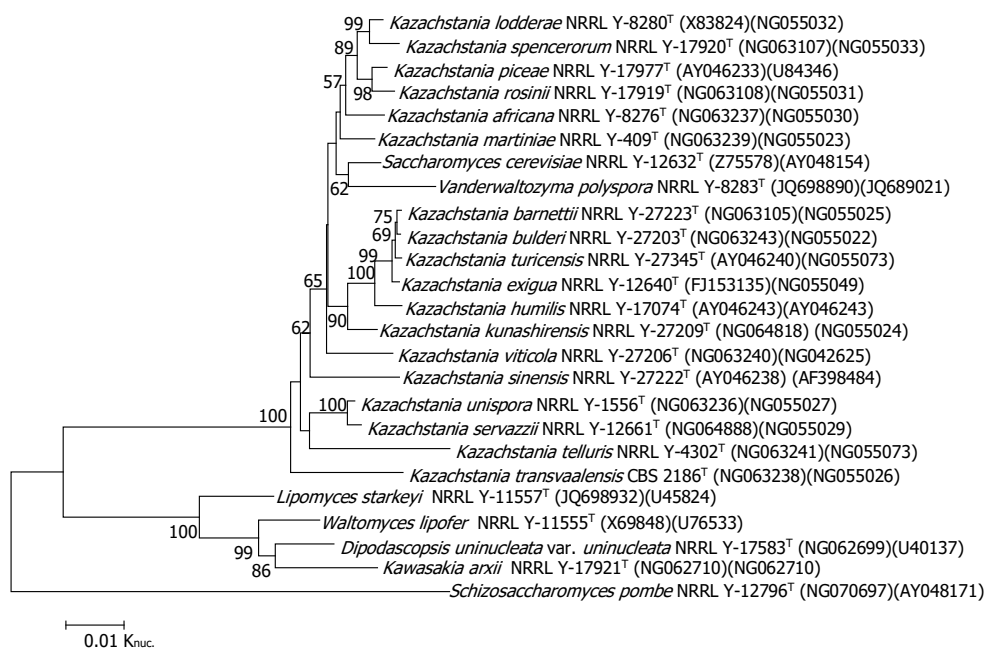 99
Kazachstania lodderae NRRL Y-8280T (X83824)(NG055032)
89
Kazachstania spencerorum NRRL Y-17920T (NG063107)(NG055033)
57
Kazachstania piceae NRRL Y-17977T (AY046233)(U84346)
98
Kazachstania rosinii NRRL Y-17919T (NG063108)(NG055031)
Kazachstania africana NRRL Y-8276T (NG063237)(NG055030)
Kazachstania martiniae NRRL Y-409T (NG063239)(NG055023)
Saccharomyces cerevisiae NRRL Y-12632T (Z75578)(AY048154)
62
Vanderwaltozyma polyspora NRRL Y-8283T (JQ698890)(JQ689021)
75
Kazachstania barnettii NRRL Y-27223T (NG063105)(NG055025)
69
Kazachstania bulderi NRRL Y-27203T (NG063243)(NG055022)
99
Kazachstania turicensis NRRL Y-27345T (AY046240)(NG055073)
65
100
Kazachstania exigua NRRL Y-12640T (FJ153135)(NG055049)
Kazachstania humilis NRRL Y-17074T (AY046243)(AY046243)
62
90
Kazachstania kunashirensis NRRL Y-27209T (NG064818) (NG055024)
Kazachstania viticola NRRL Y-27206T (NG063240)(NG042625)
Kazachstania sinensis NRRL Y-27222T (AY046238) (AF398484)
100
Kazachstania unispora NRRL Y-1556T (NG063236)(NG055027)
100
Kazachstania servazzii NRRL Y-12661T (NG064888)(NG055029)
Kazachstania telluris NRRL Y-4302T (NG063241)(NG055073)
Kazachstania transvaalensis CBS 2186T (NG063238)(NG055026)
Lipomyces starkeyi NRRL Y-11557T (JQ698932)(U45824)
100
Waltomyces lipofer NRRL Y-11555T (X69848)(U76533)
99
Dipodascopsis uninucleata var. uninucleata NRRL Y-17583T (NG062699)(U40137)
86
Kawasakia arxii NRRL Y-17921T (NG062710)(NG062710)
Schizosaccharomyces pombe NRRL Y-12796T (NG070697)(AY048171)
0.01 Knuc.